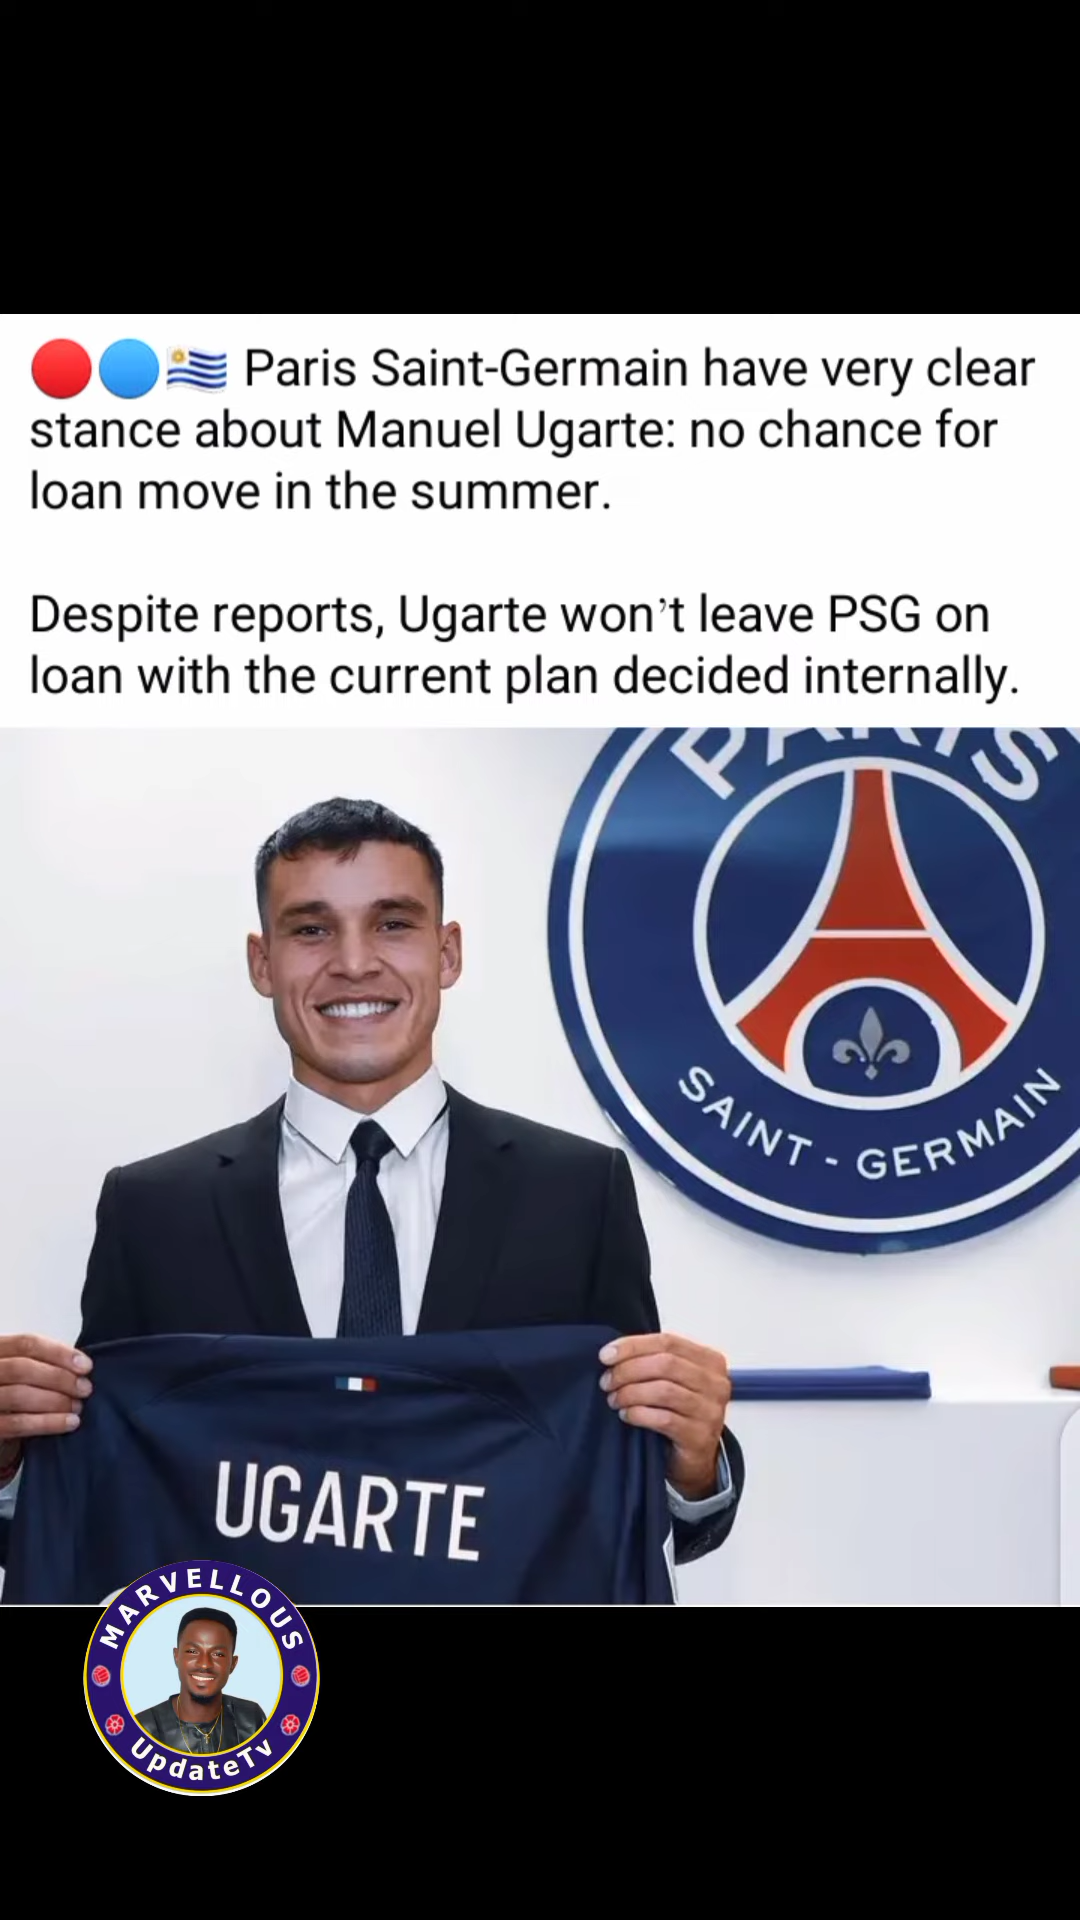 🔴🔵🇺🇾 Paris Saint-Germain have very clear
stance about Manuel Ugarte: no chance for
loan move in the summer.
Despite reports, Ugarte won’t leave PSG on
loan with the current plan decided internally.
PARIS
SAINT - GERMAIN
UGARTE
MARVELLOUS
UpdateTv